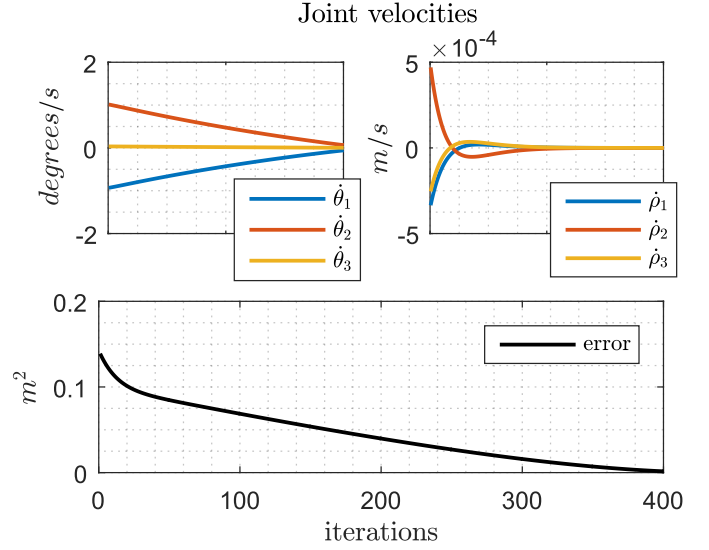 Joint velocities
degrees/s
2
0
-2
θ̇₁
θ̇₂
θ̇₃
×10⁻⁴
m/s
5
0
-5
ρ̇₁
ρ̇₂
ρ̇₃
m²
0.2
0.1
0
error
0 100 200 300 400
iterations